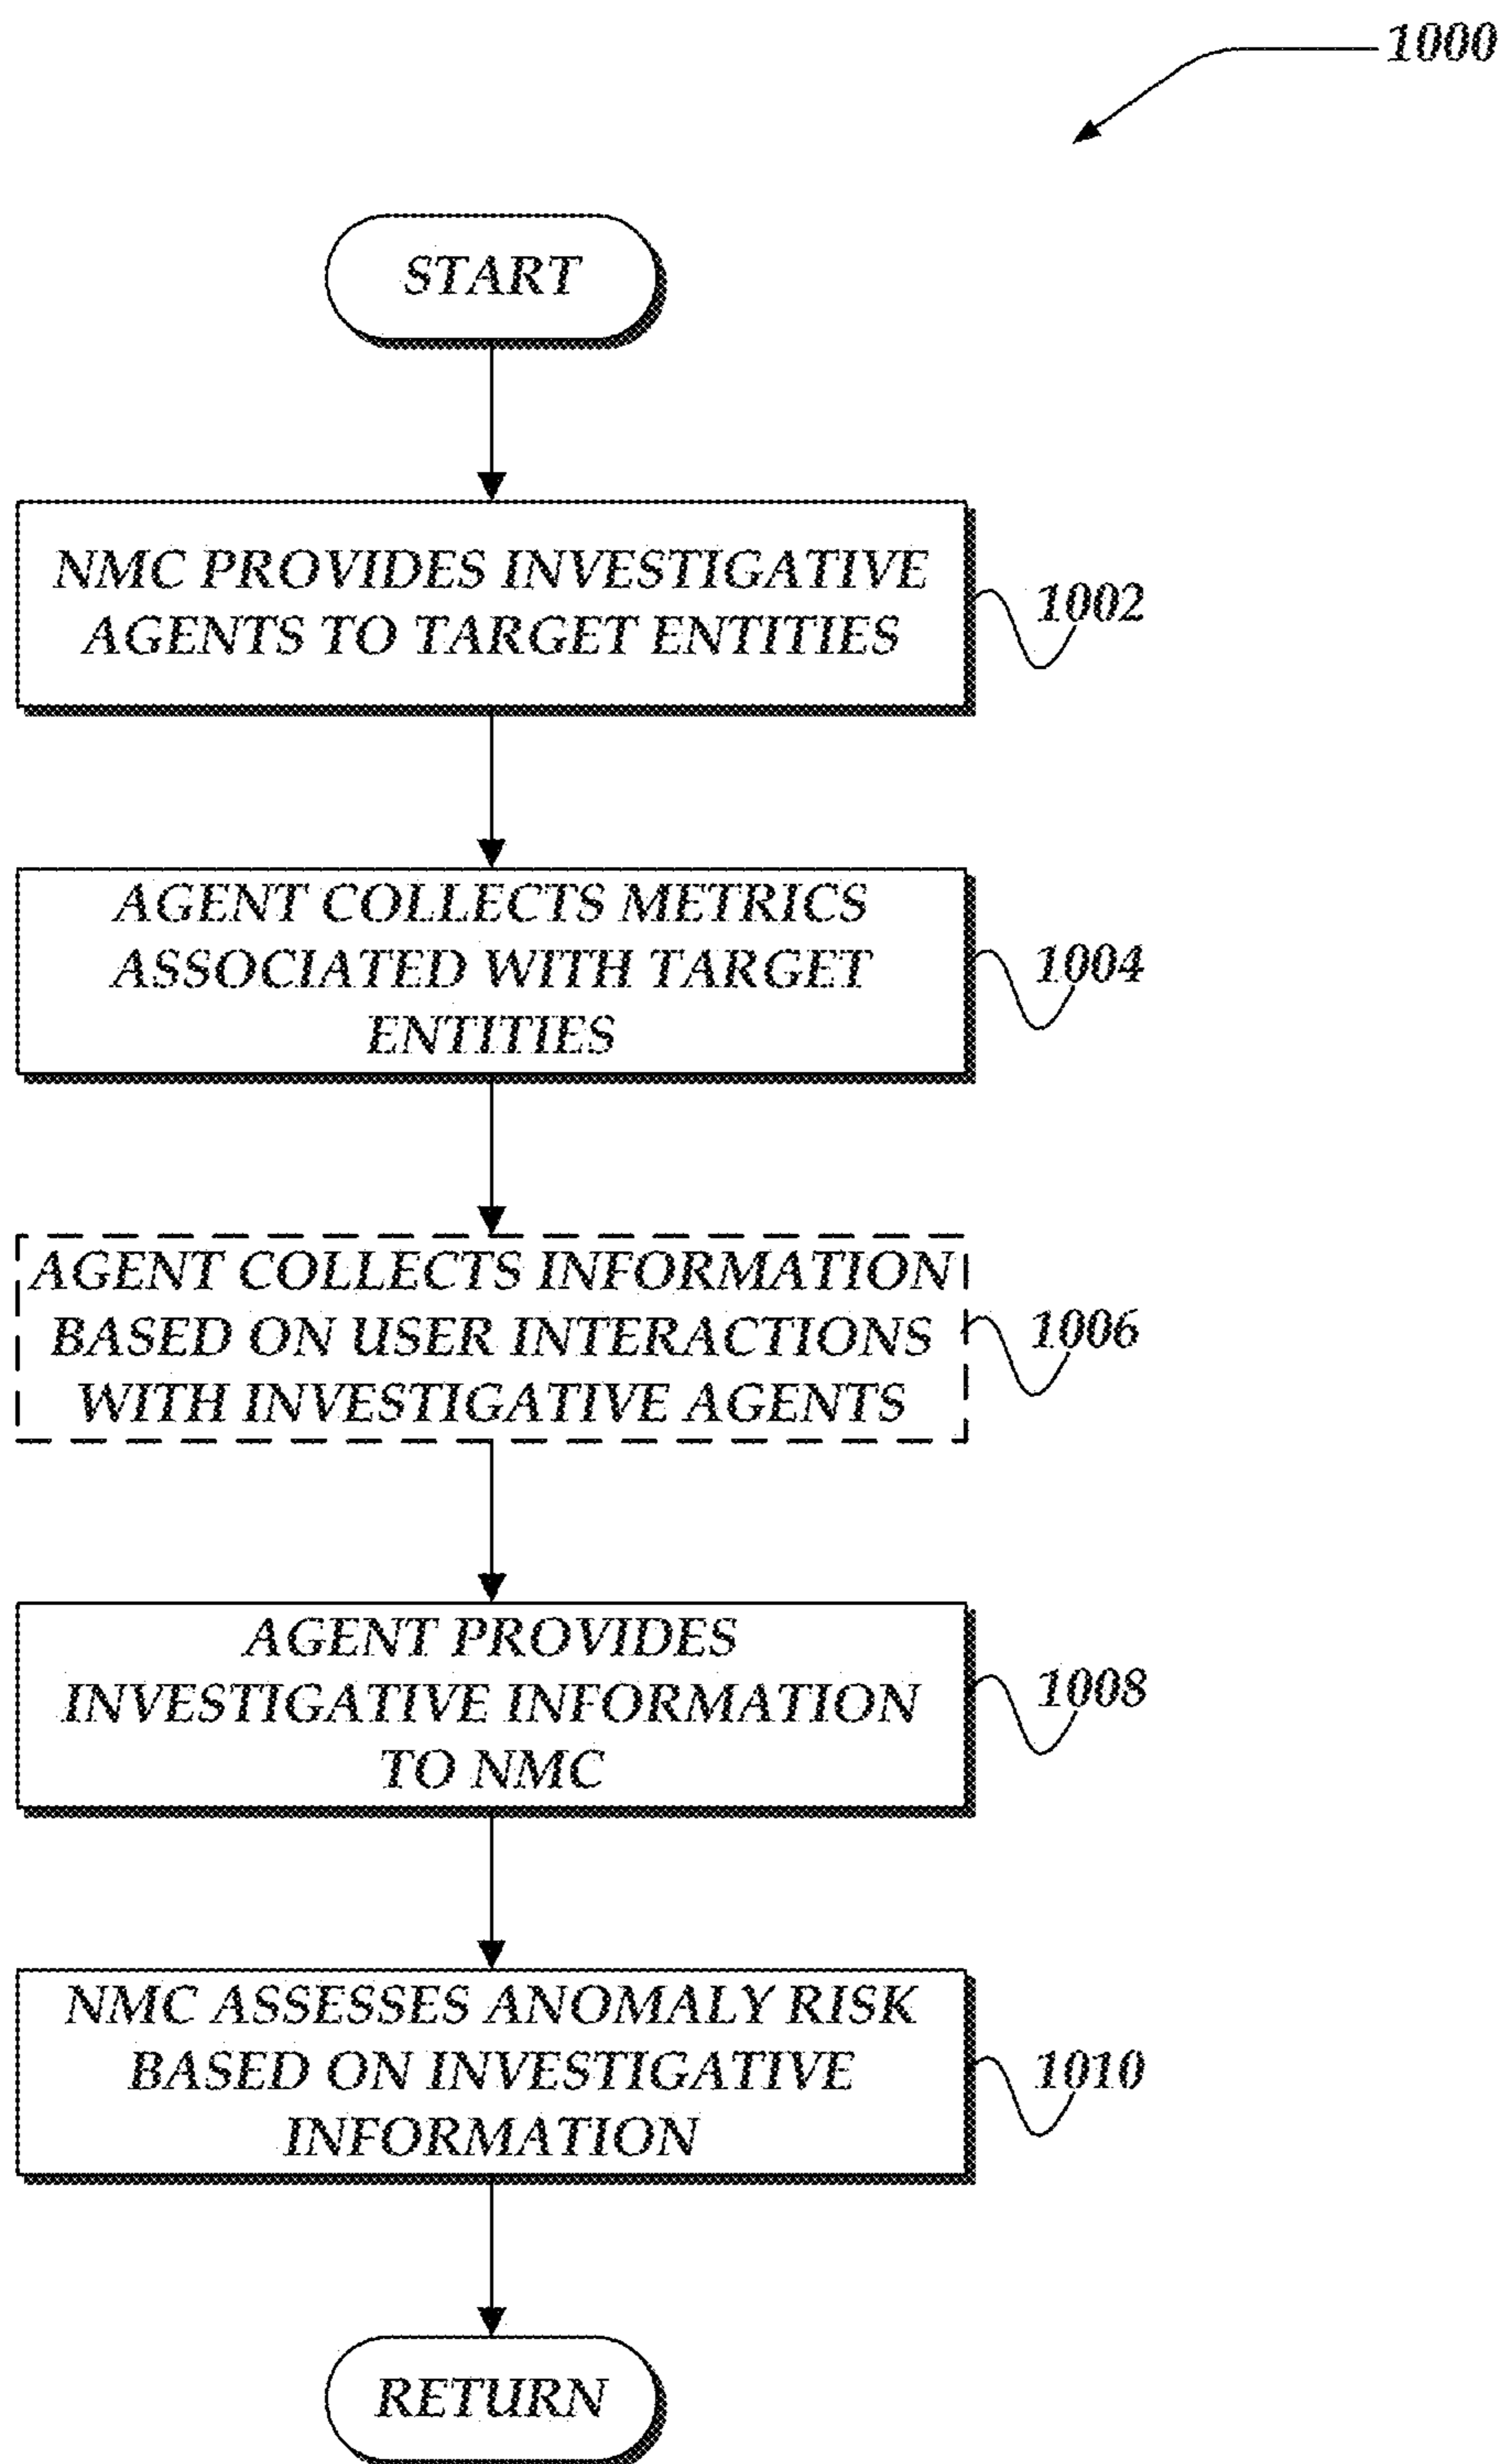 1000
START
NMC PROVIDES INVESTIGATIVE
AGENTS TO TARGET ENTITIES
1002
AGENT COLLECTS METRICS
ASSOCIATED WITH TARGET
ENTITIES
1004
AGENT COLLECTS INFORMATION
BASED ON USER INTERACTIONS
WITH INVESTIGATIVE AGENTS
1006
AGENT PROVIDES
INVESTIGATIVE INFORMATION
TO NMC
1008
NMC ASSESSES ANOMALY RISK
BASED ON INVESTIGATIVE
INFORMATION
1010
RETURN